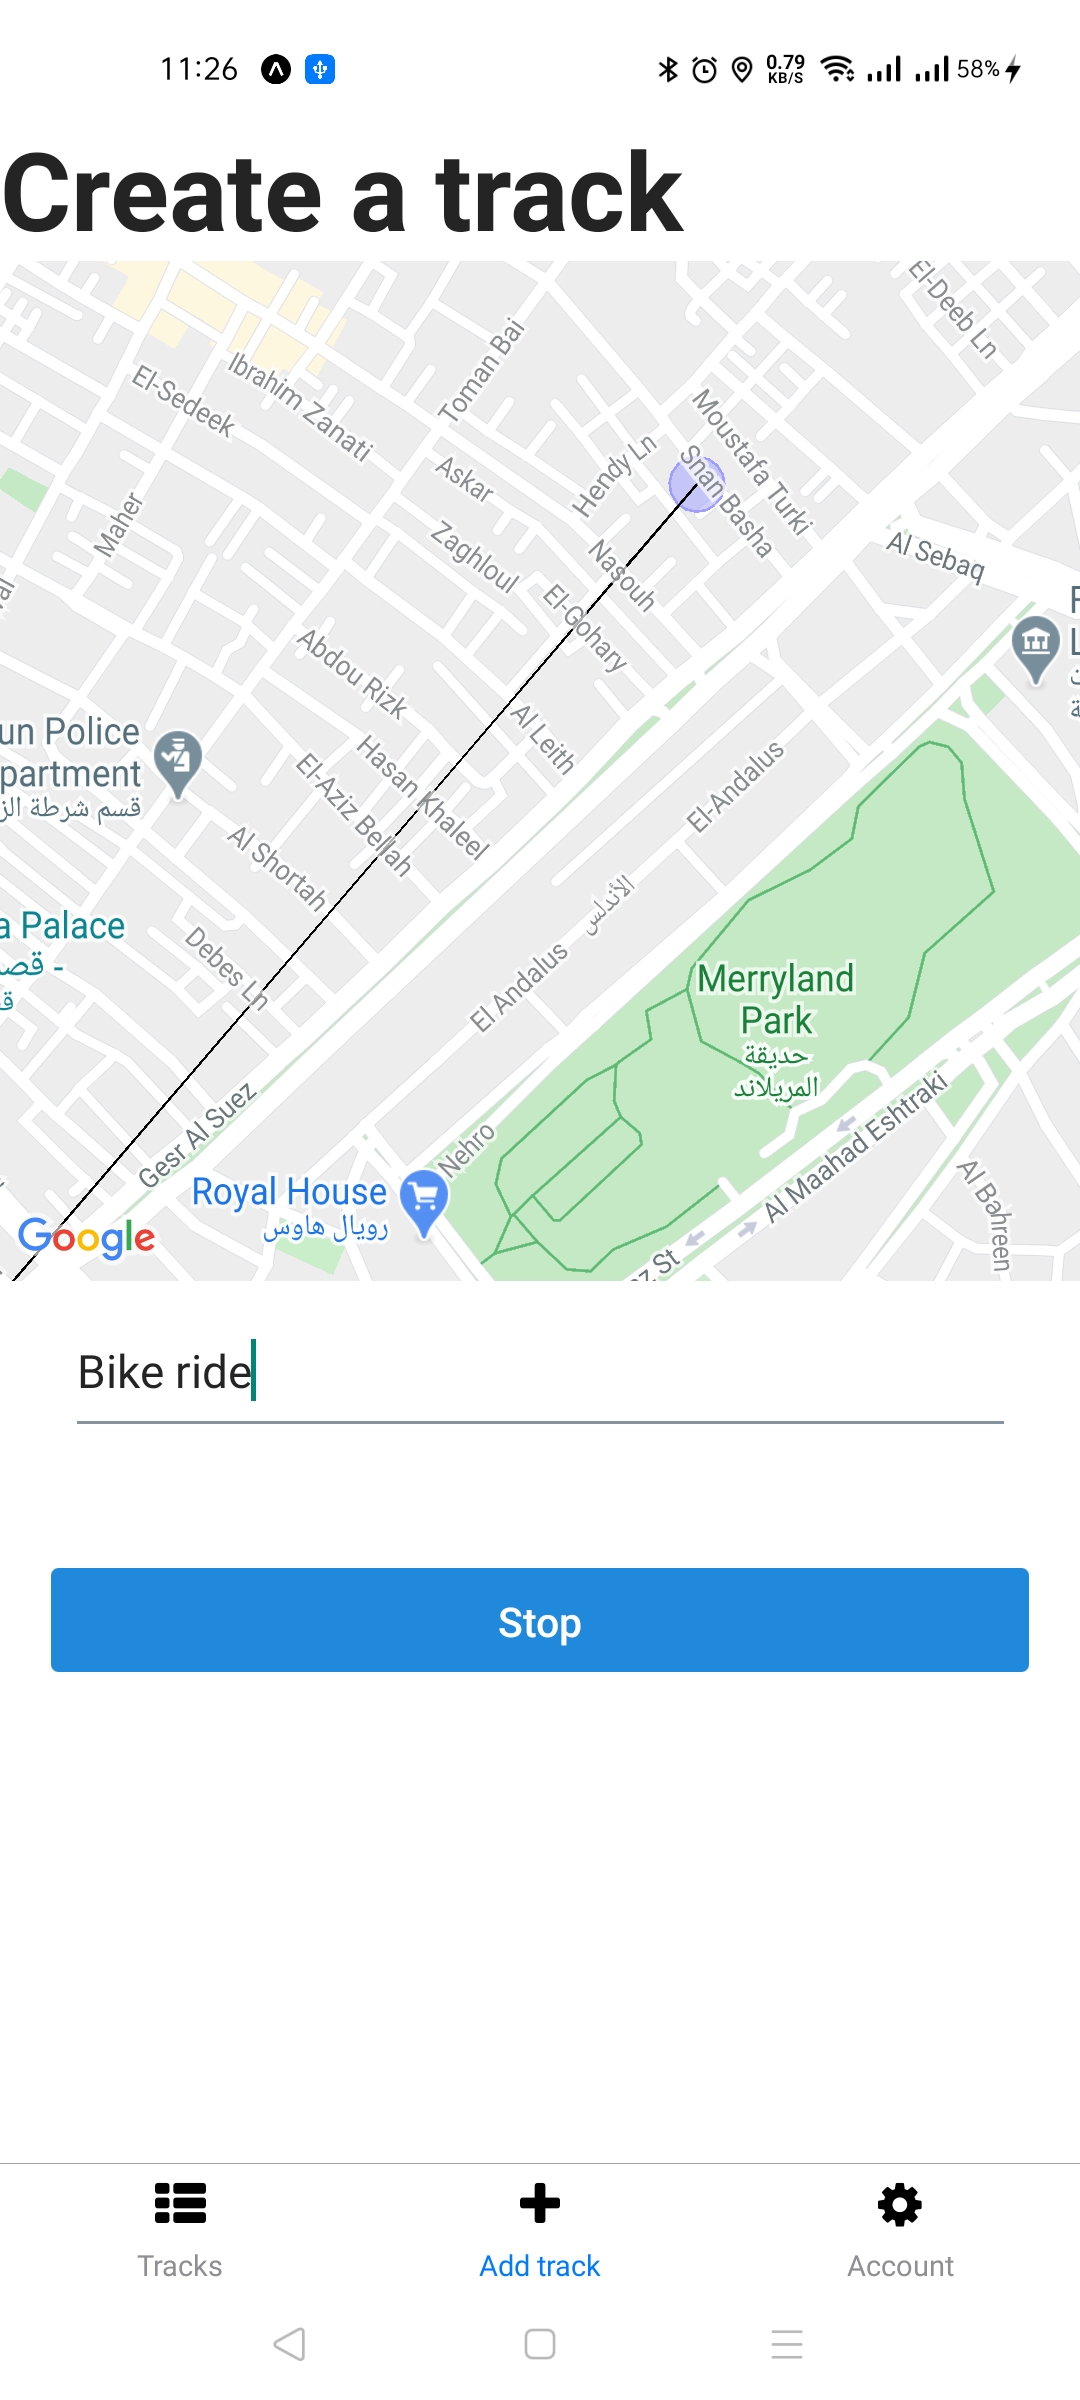 11:26
0.79
KB/S
58%
Create a track
El-Deeb Ln
Toman Bai
Ibrahim Zanati
El-Sedeek
Moustafa Turki
Hendy Ln
Shan Basha
Askar
Maher
Zaghloul
Nasouh
Al Sebaq
El-Gohary
Abdou Rizk
Al Leith
un Police
partment
قسم شرطة الز
Hasan Khaleel
El-Aziz Bellah
El-Andalus
Al Shortah
الأندلس
a Palace
قصـ -
Debes Ln
El Andalus
Merryland
Park
حديقة
المريلاند
Gesr Al Suez
Nehro
Al Maahad Eshtraki
Royal House
رويال هاوس
Al Bahreen
oz St
Google
Bike ride
Stop
Tracks
Add track
Account